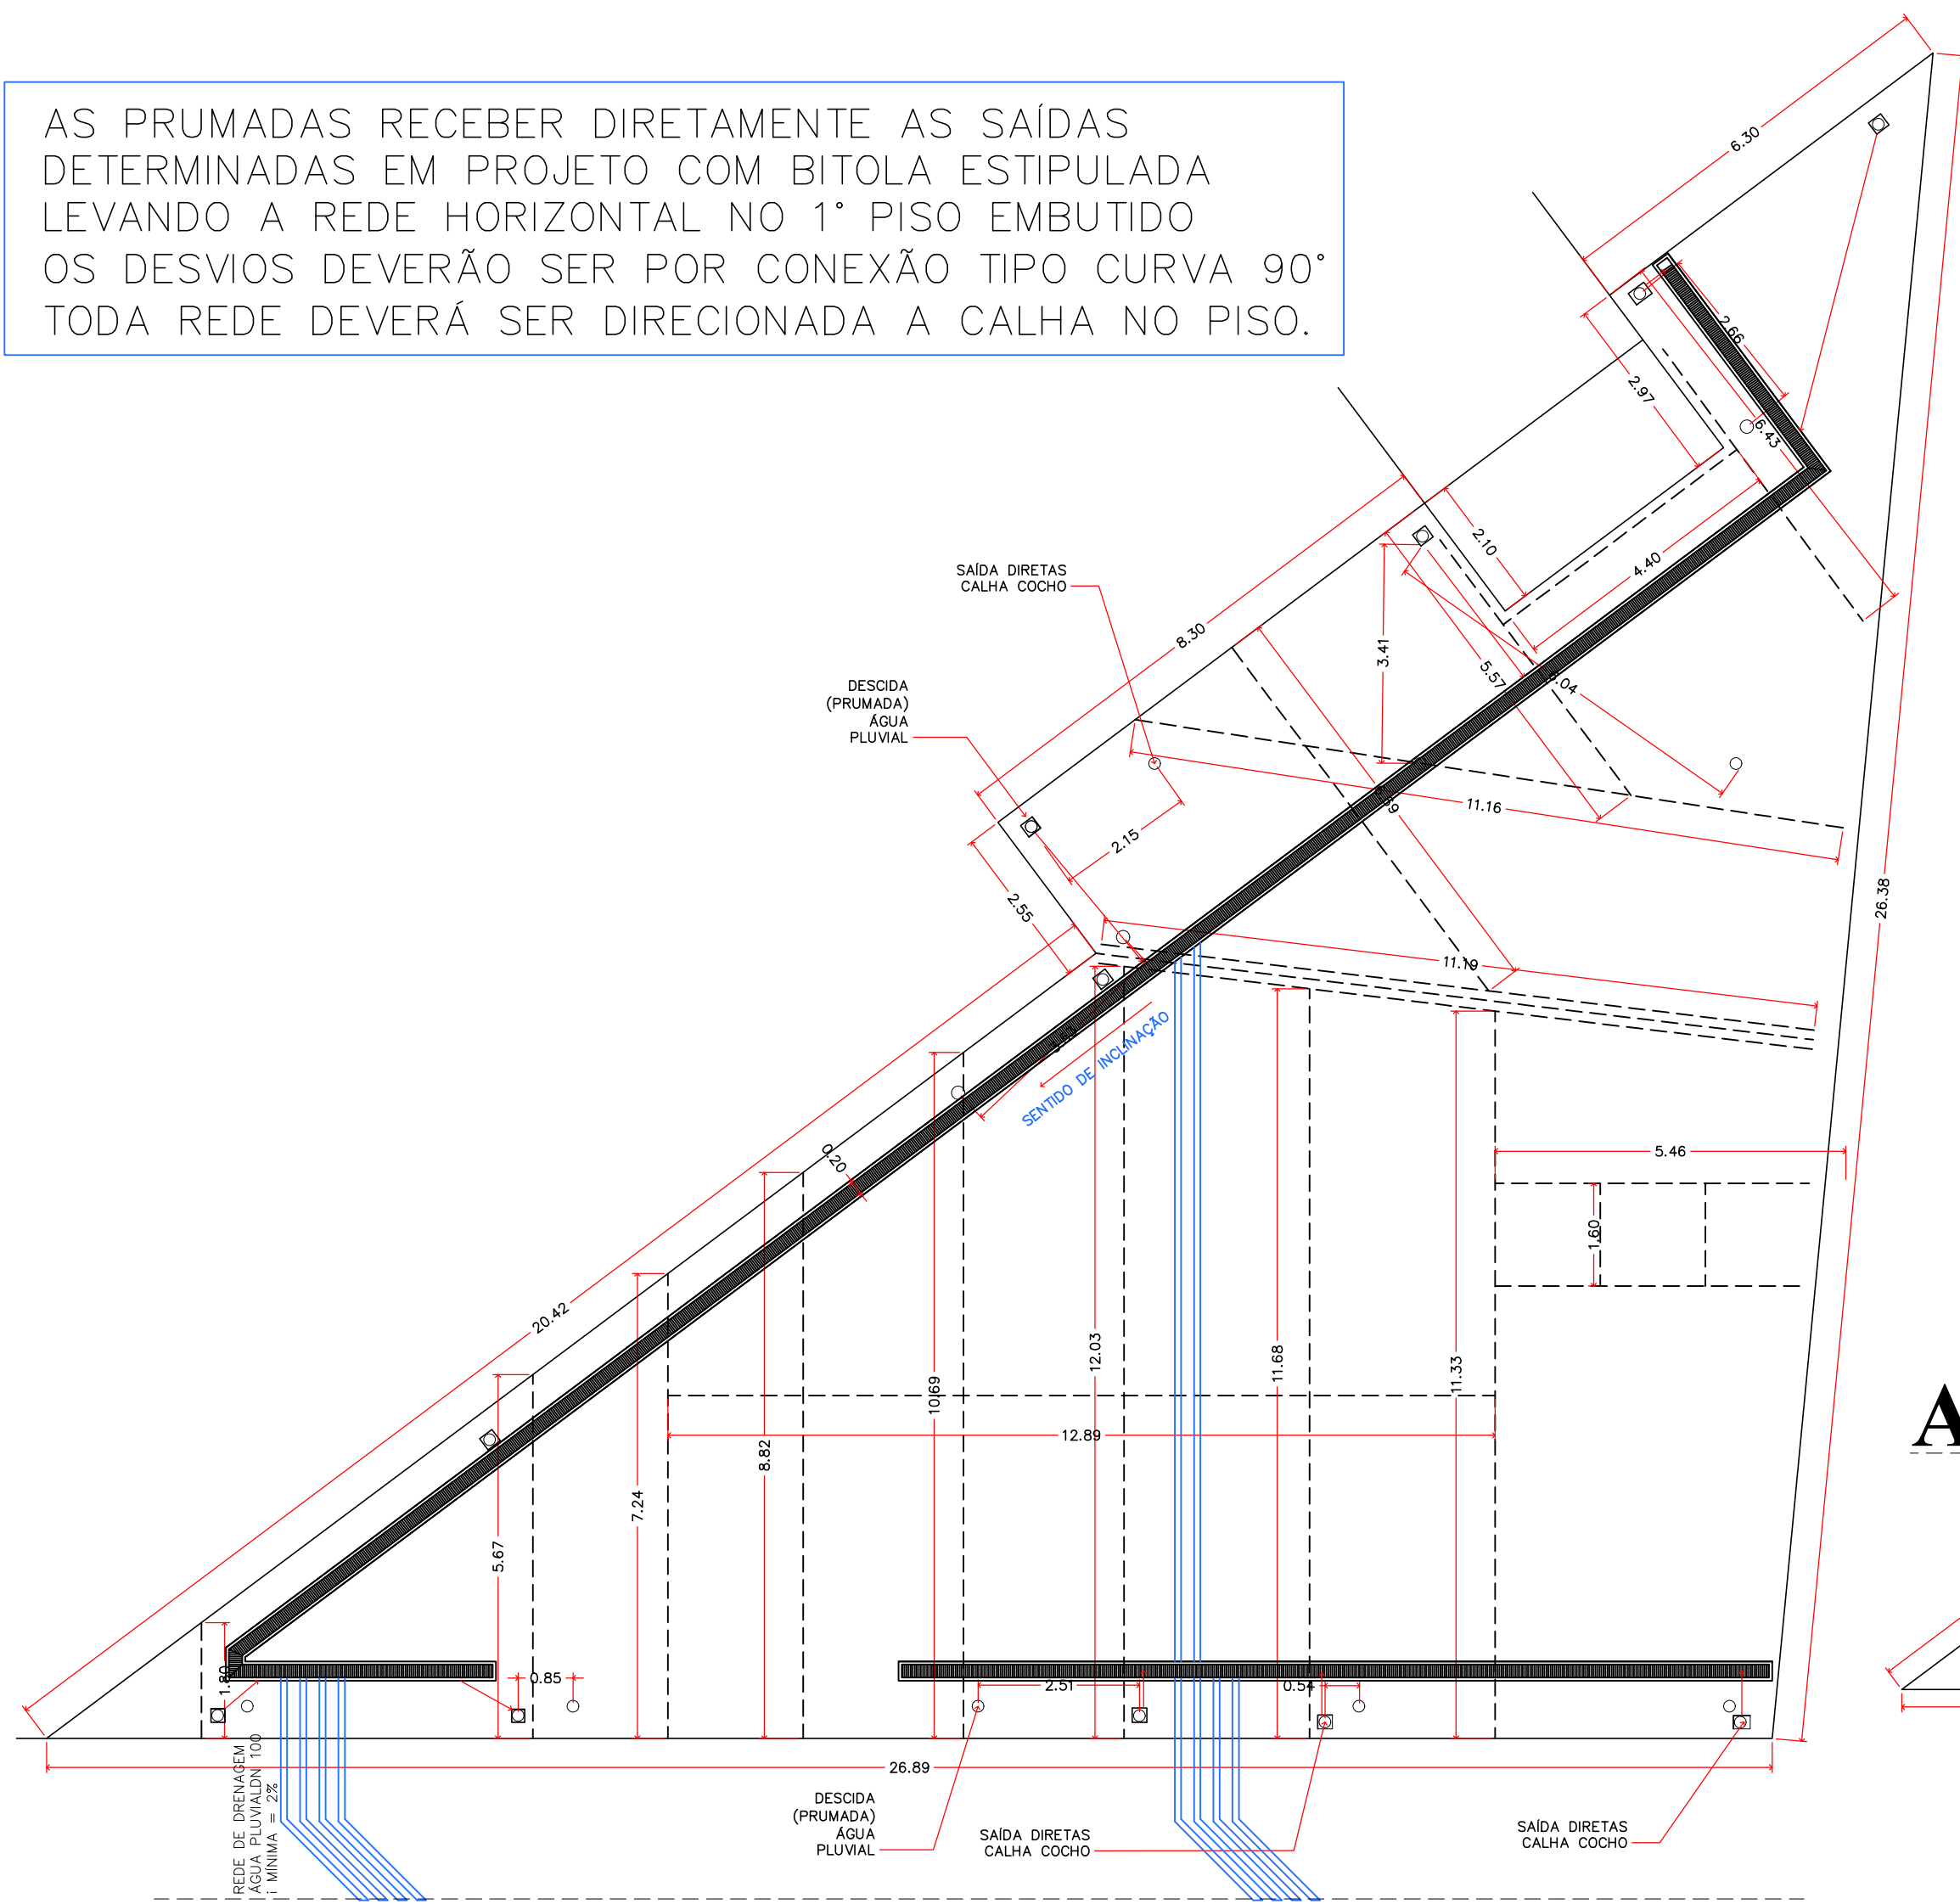 AS PRUMADAS RECEBER DIRETAMENTE AS SAÍDAS
DETERMINADAS EM PROJETO COM BITOLA ESTIPULADA
LEVANDO A REDE HORIZONTAL NO 1° PISO EMBUTIDO
OS DESVIOS DEVERÃO SER POR CONEXÃO TIPO CURVA 90°
TODA REDE DEVERÁ SER DIRECIONADA A CALHA NO PISO.
6.30
2.66
2.97
6.43
2.10
4.40
SAÍDA DIRETAS
CALHA COCHO
8.30
3.41
5.57
DESCIDA
(PRUMADA)
ÁGUA
PLUVIAL
11.16
2.15
2.55
26.38
11.19
SENTIDO DE INCLINAÇÃO
0.20
5.46
1.60
20.42
12.03
11.68
11.33
10.69
12.89
8.82
7.24
5.67
1.80
0.85
2.51
0.54
26.89
REDE DE DRENAGEM
ÁGUA PLUVIALDN 100
i MÍNIMA = 2%
DESCIDA
(PRUMADA)
ÁGUA
PLUVIAL
SAÍDA DIRETAS
CALHA COCHO
SAÍDA DIRETAS
CALHA COCHO
A